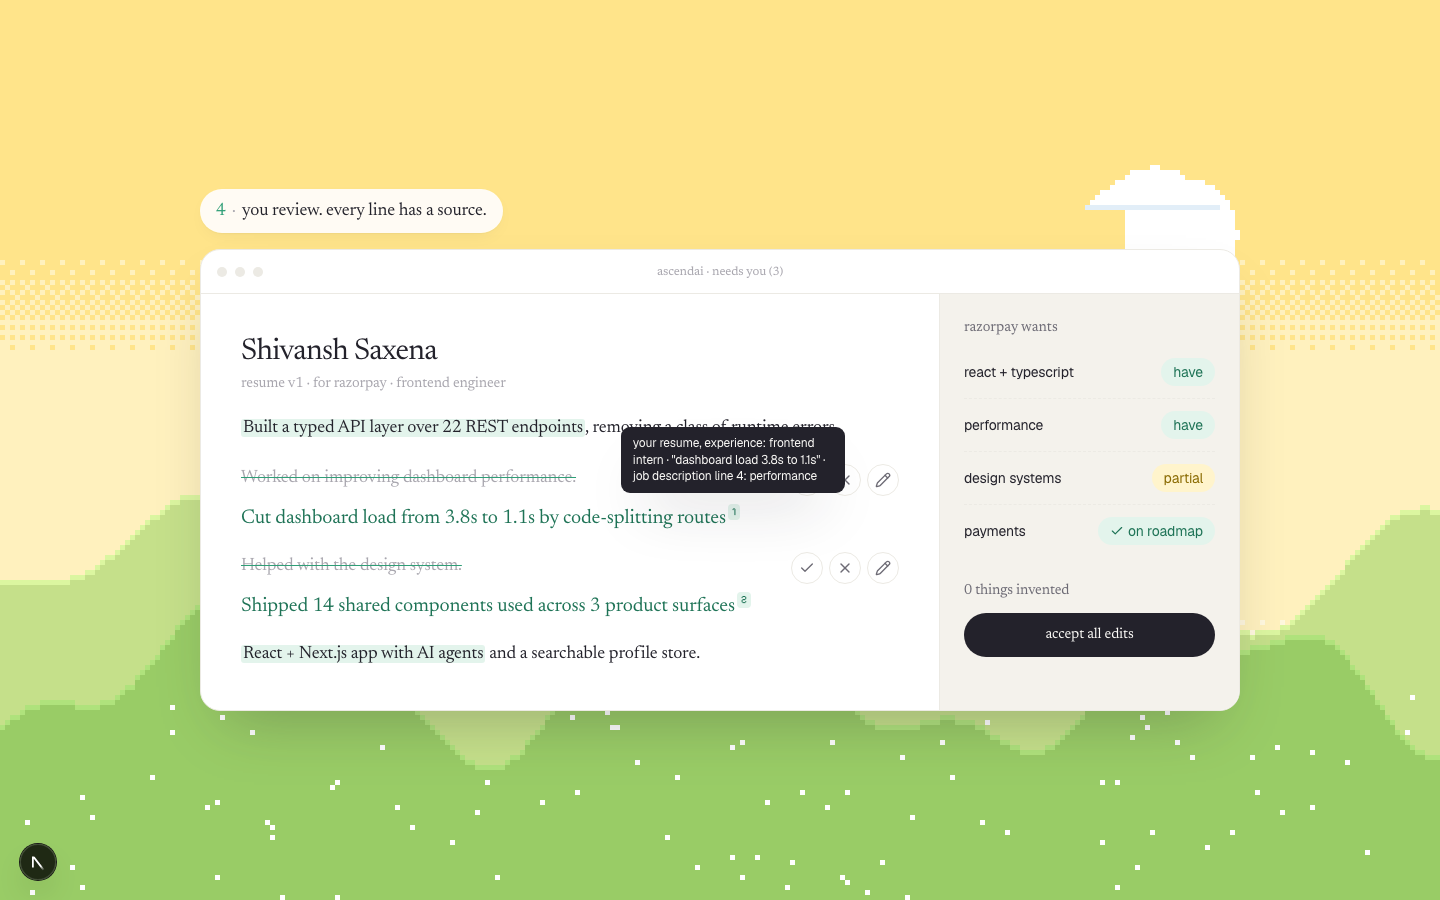 4 · you review. every line has a source.
ascendai · needs you (3)
Shivansh Saxena
resume v1 · for razorpay · frontend engineer
Built a typed API layer over 22 REST endpoints, removing a class of runtime errors.
your resume, experience: frontend
intern · "dashboard load 3.8s to 1.1s" ·
job description line 4: performance
Worked on improving dashboard performance.
Cut dashboard load from 3.8s to 1.1s by code-splitting routes 1
Helped with the design system.
Shipped 14 shared components used across 3 product surfaces 2
React + Next.js app with AI agents and a searchable profile store.
razorpay wants
react + typescript have
performance have
design systems partial
payments ✓ on roadmap
0 things invented
accept all edits